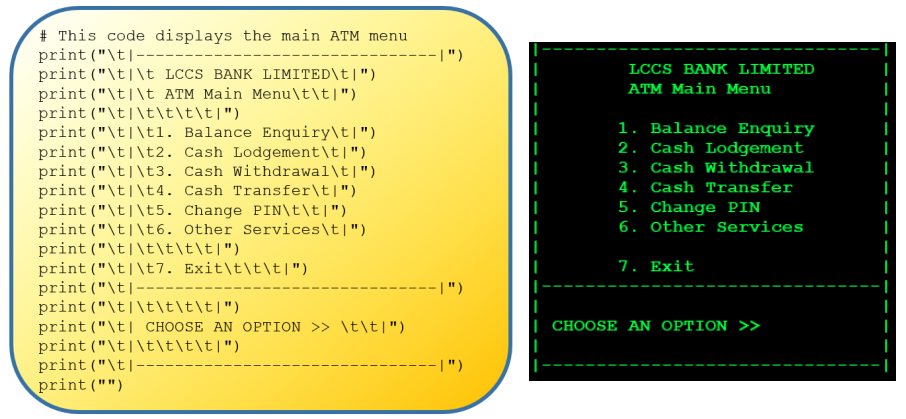 # This code displays the main ATM menu
print("\t|-------------------------------|")
print("\t|\t LCCS BANK LIMITED\t|")
print("\t|\t ATM Main Menu\t\t|")
print("\t|\t\t\t\t|")
print("\t|\t1. Balance Enquiry\t|")
print("\t|\t2. Cash Lodgement\t|")
print("\t|\t3. Cash Withdrawal\t|")
print("\t|\t4. Cash Transfer\t|")
print("\t|\t5. Change PIN\t\t|")
print("\t|\t6. Other Services\t|")
print("\t|\t\t\t\t|")
print("\t|\t7. Exit\t\t\t|")
print("\t|-------------------------------|")
print("\t|\t\t\t\t|")
print("\t| CHOOSE AN OPTION >> \t\t|")
print("\t|\t\t\t\t|")
print("\t|-------------------------------|")
print("")
|-------------------------------|
| LCCS BANK LIMITED |
| ATM Main Menu |
| |
| 1. Balance Enquiry |
| 2. Cash Lodgement |
| 3. Cash Withdrawal |
| 4. Cash Transfer |
| 5. Change PIN |
| 6. Other Services |
| |
| 7. Exit |
|-------------------------------|
| |
| CHOOSE AN OPTION >> |
| |
|-------------------------------|